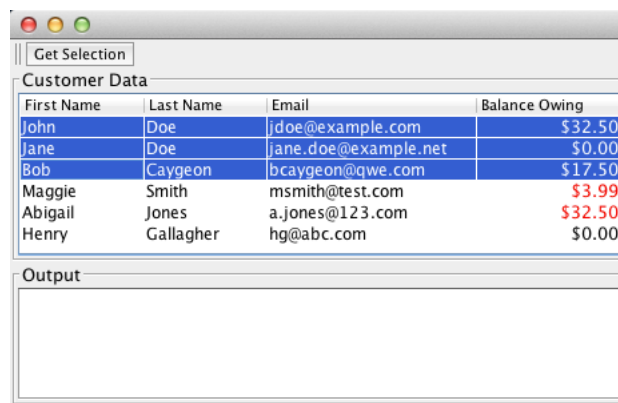 Get Selection
Customer Data
First Name Last Name Email Balance Owing
John Doe jdoe@example.com $32.50
Jane Doe jane.doe@example.net $0.00
Bob Caygeon bcaygeon@qwe.com $17.50
Maggie Smith msmith@test.com $3.99
Abigail Jones a.jones@123.com $32.50
Henry Gallagher hg@abc.com $0.00
Output